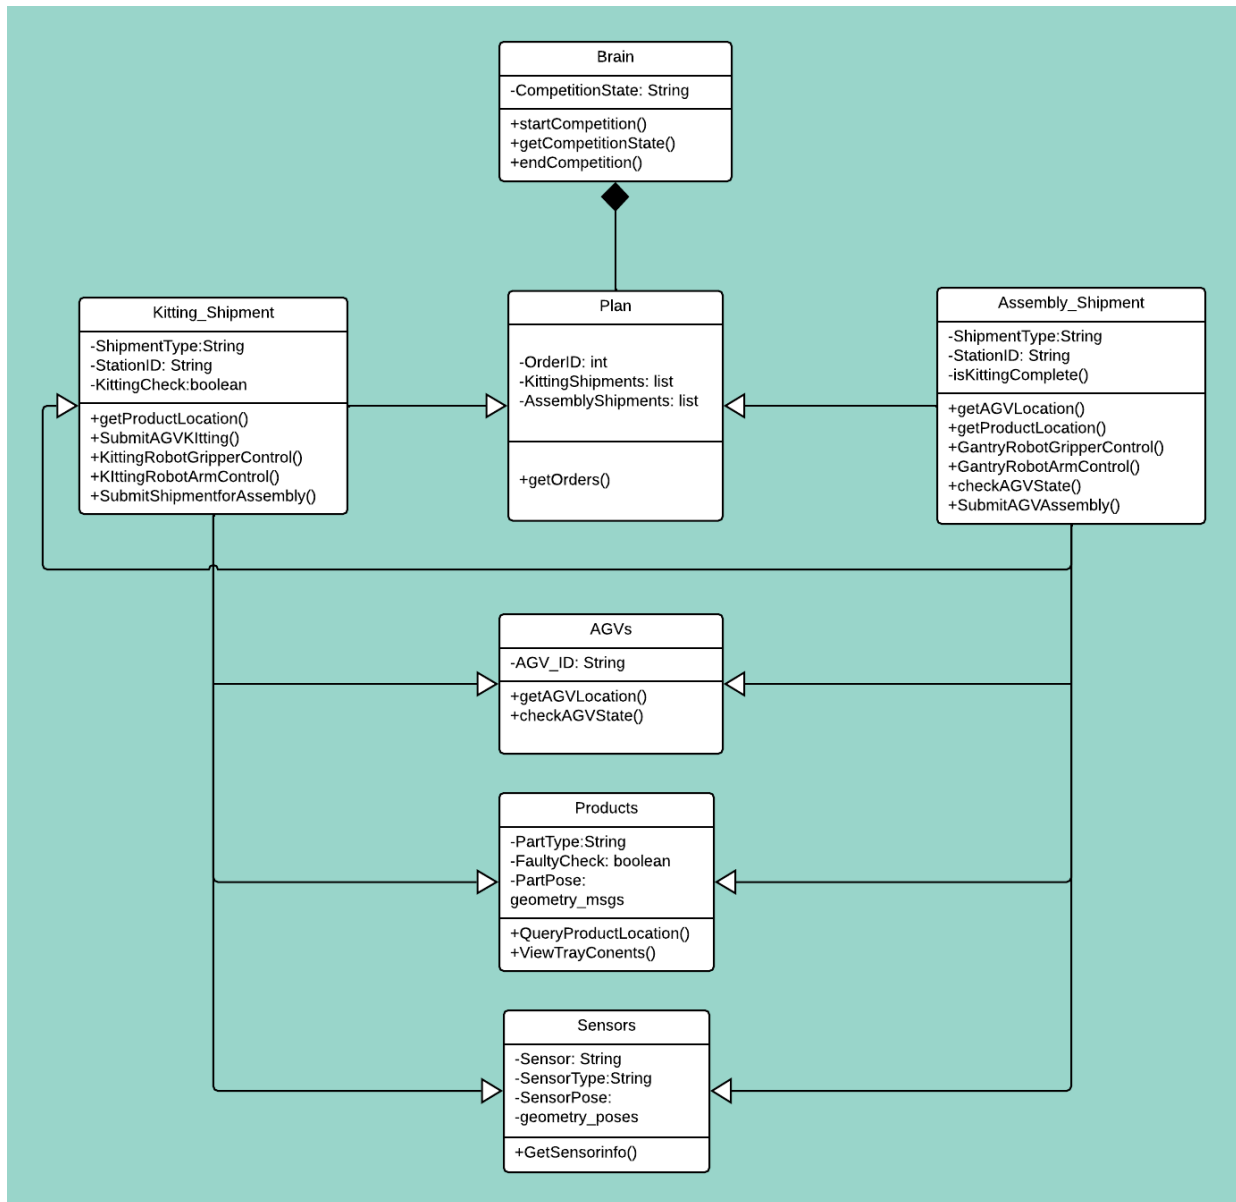 Brain
-CompetitionState: String
+startCompetition()
+getCompetitionState()
+endCompetition()
Kitting_Shipment
-ShipmentType:String
-StationID: String
-KittingCheck:boolean
+getProductLocation()
+SubmitAGVKItting()
+KittingRobotGripperControl()
+KIttingRobotArmControl()
+SubmitShipmentforAssembly()
Plan
-OrderID: int
-KittingShipments: list
-AssemblyShipments: list
+getOrders()
Assembly_Shipment
-ShipmentType:String
-StationID: String
-isKittingComplete()
+getAGVLocation()
+getProductLocation()
+GantryRobotGripperControl()
+GantryRobotArmControl()
+checkAGVState()
+SubmitAGVAssembly()
AGVs
-AGV_ID: String
+getAGVLocation()
+checkAGVState()
Products
-PartType:String
-FaultyCheck: boolean
-PartPose:
geometry_msgs
+QueryProductLocation()
+ViewTrayConents()
Sensors
-Sensor: String
-SensorType:String
-SensorPose:
-geometry_poses
+GetSensorinfo()